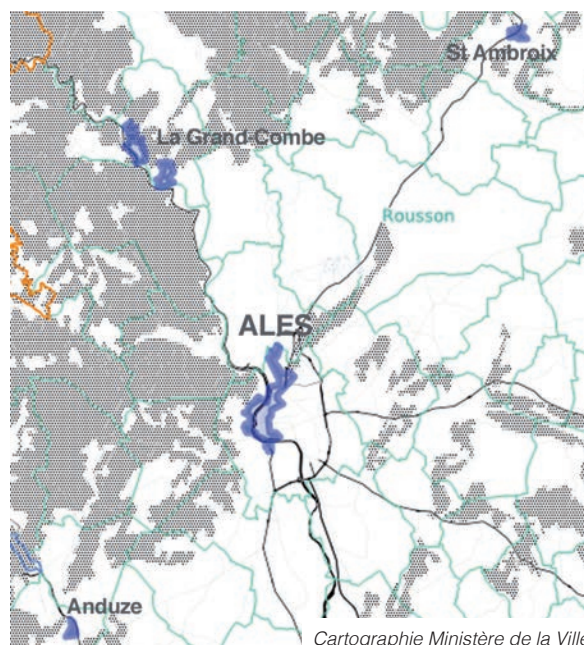 St Ambroix
La Grand-Combe
Rousson
ALES
Anduze
Cartographie Ministère de la Ville